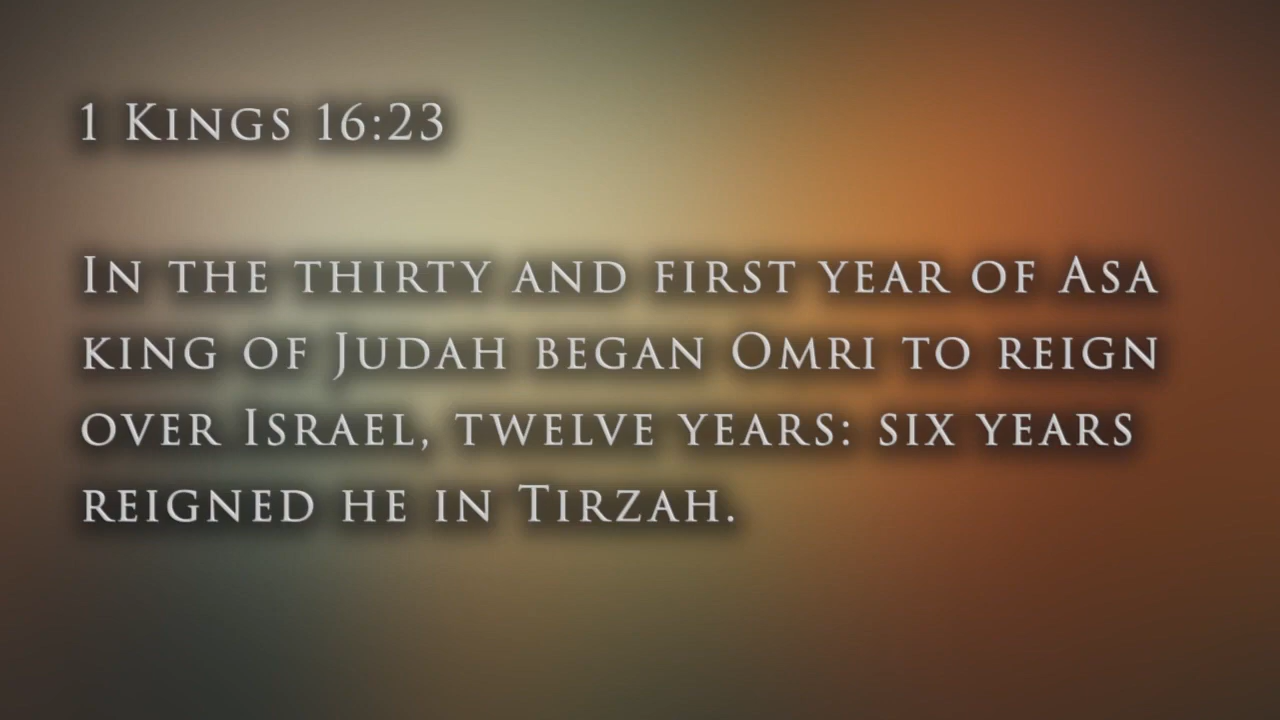 1 Kings 16:23
In the thirty and first year of Asa
king of Judah began Omri to reign
over Israel, twelve years: six years
reigned he in Tirzah.